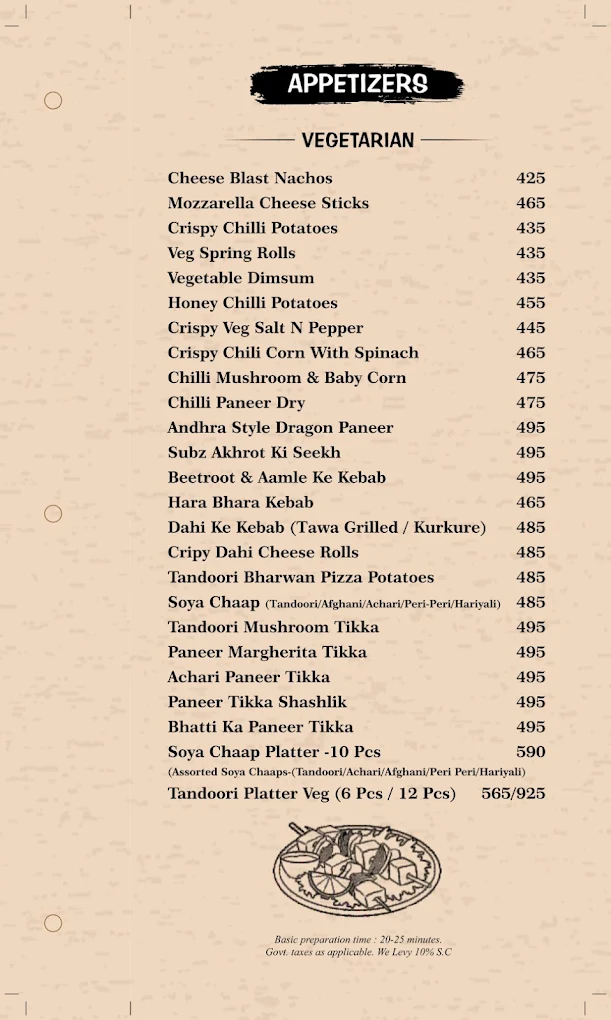 APPETIZERS
VEGETARIAN
Cheese Blast Nachos 425
Mozzarella Cheese Sticks 465
Crispy Chilli Potatoes 435
Veg Spring Rolls 435
Vegetable Dimsum 435
Honey Chilli Potatoes 455
Crispy Veg Salt N Pepper 445
Crispy Chili Corn With Spinach 465
Chilli Mushroom & Baby Corn 475
Chilli Paneer Dry 475
Andhra Style Dragon Paneer 495
Subz Akhrot Ki Seekh 495
Beetroot & Aamle Ke Kebab 495
Hara Bhara Kebab 465
Dahi Ke Kebab (Tawa Grilled / Kurkure) 485
Cripy Dahi Cheese Rolls 485
Tandoori Bharwan Pizza Potatoes 485
Soya Chaap (Tandoori/Afghani/Achari/Peri-Peri/Hariyali) 485
Tandoori Mushroom Tikka 495
Paneer Margherita Tikka 495
Achari Paneer Tikka 495
Paneer Tikka Shashlik 495
Bhatti Ka Paneer Tikka 495
Soya Chaap Platter -10 Pcs 590
(Assorted Soya Chaaps-(Tandoori/Achari/Afghani/Peri Peri/Hariyali)
Tandoori Platter Veg (6 Pcs / 12 Pcs) 565/925
Basic preparation time : 20-25 minutes.
Govt. taxes as applicable. We Levy 10% S.C